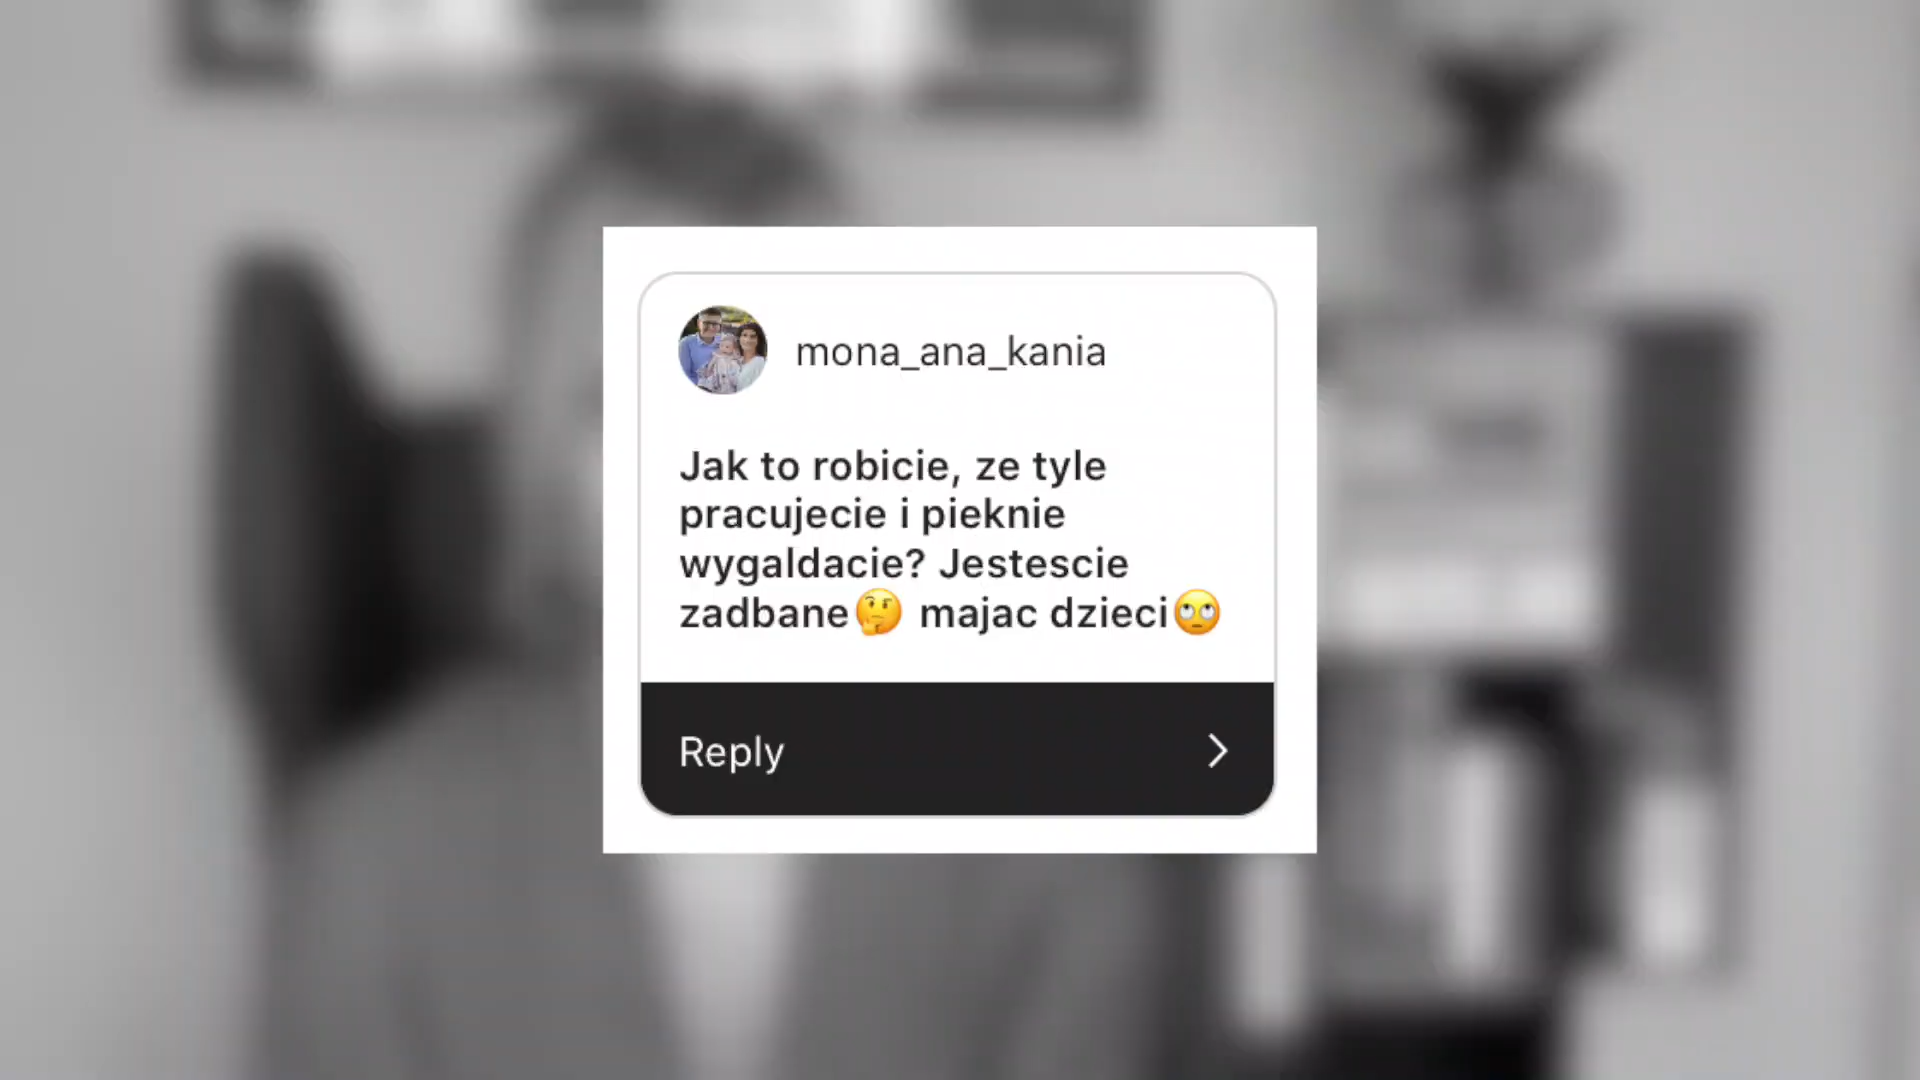 mona_ana_kania
Jak to robicie, ze tyle
pracujecie i pieknie
wygaldacie? Jestescie
zadbane🤔 majac dzieci🙄
Reply